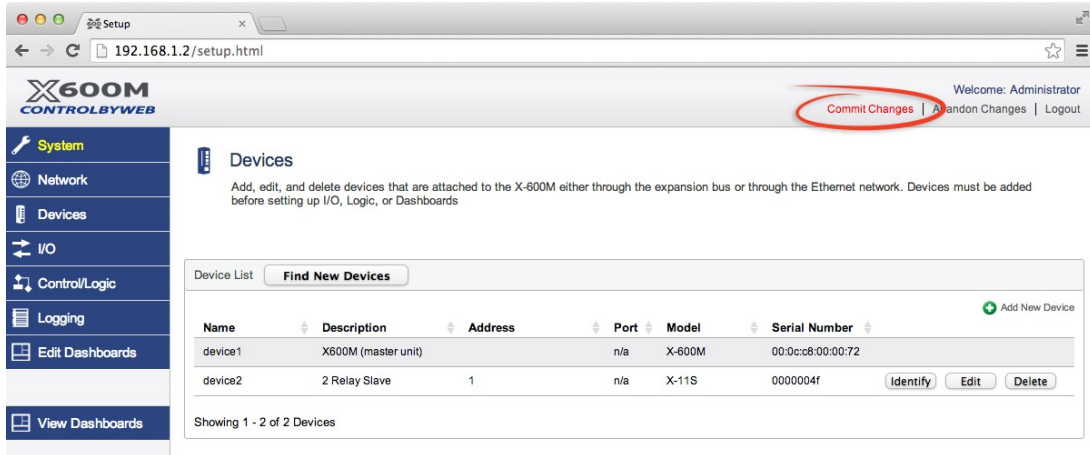 Setup
192.168.1.2/setup.html
X600M
CONTROLBYWEB
Welcome: Administrator
Commit Changes | Abandon Changes | Logout
System
Network
Devices
I/O
Control/Logic
Logging
Edit Dashboards
View Dashboards
Devices
Add, edit, and delete devices that are attached to the X-600M either through the expansion bus or through the Ethernet network. Devices must be added
before setting up I/O, Logic, or Dashboards
Device List Find New Devices
Add New Device
Name Description Address Port Model Serial Number
device1 X600M (master unit) n/a X-600M 00:0c:c8:00:00:72
device2 2 Relay Slave 1 n/a X-11S 0000004f Identify Edit Delete
Showing 1 - 2 of 2 Devices